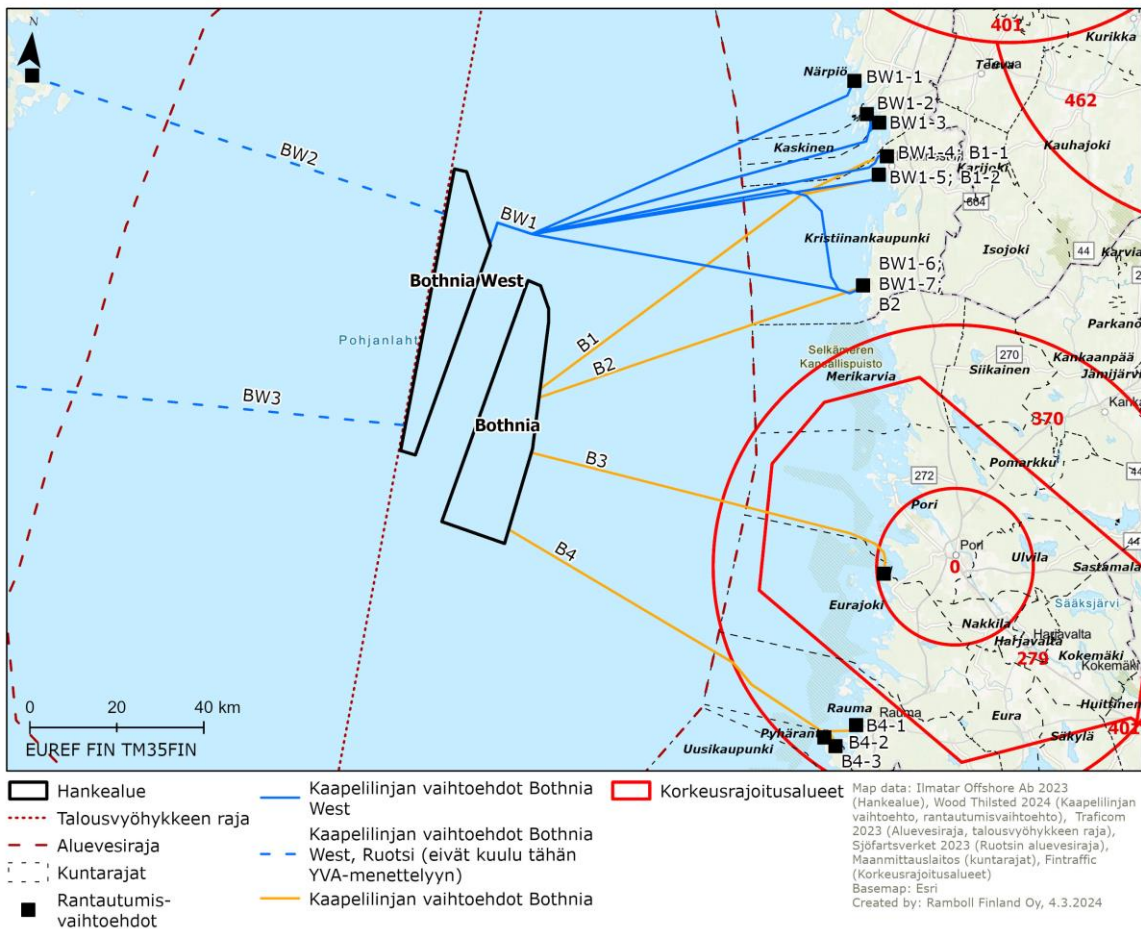 N
401
Kurikka
Närpiö
BW1-1
Teuva
462
BW1-2
BW1-3
Kauhajoki
BW2
Kaskinen
BW1-4; B1-1
Karijoki
BW1-5; B1-2
684
BW1
Kristiinankaupunki
Isojoki
44
Karvia
Bothnia West
BW1-6;
BW1-7;
B2
Pohjanlaht
B1
Parkano
B2
Selkämeren
Kansallispuisto
270
Kankaanpää
Siikainen
Jämijärvi
Merikarvia
BW3
370
Kanka
Bothnia
B3
Pomarkku
272
44
Pori
B4
Pori
Ulvila
44
0
Sastamala
Eurajoki
Sääksjärvi
Nakkila
Harjavalta
Harjavalta
279
Kokemäki
Kokemäki
0 20 40 km
Rauma
Rauma
B4-1
Eura
Huittinen
401
EUREF FIN TM35FIN
Pyhäranta
B4-2
Säkylä
Uusikaupunki
B4-3
Hankealue
Talousvyöhykkeen raja
Aluevesiraja
Kuntarajat
Rantautumis-
vaihtoehdot
Kaapelilinjan vaihtoehdot Bothnia
West
Kaapelilinjan vaihtoehdot Bothnia
West, Ruotsi (eivät kuulu tähän
YVA-menettelyyn)
Kaapelilinjan vaihtoehdot Bothnia
Korkeusrajoitusalueet
Map data: Ilmatar Offshore Ab 2023
(Hankealue), Wood Thilsted 2024 (Kaapelilinjan
vaihtoehto, rantautumisvaihtoehto), Traficom
2023 (Aluevesiraja, talousvyöhykkeen raja),
Sjöfartsverket 2023 (Ruotsin aluevesiraja),
Maanmittauslaitos (kuntarajat), Fintraffic
(Korkeusrajoitusalueet)
Basemap: Esri
Created by: Ramboll Finland Oy, 4.3.2024